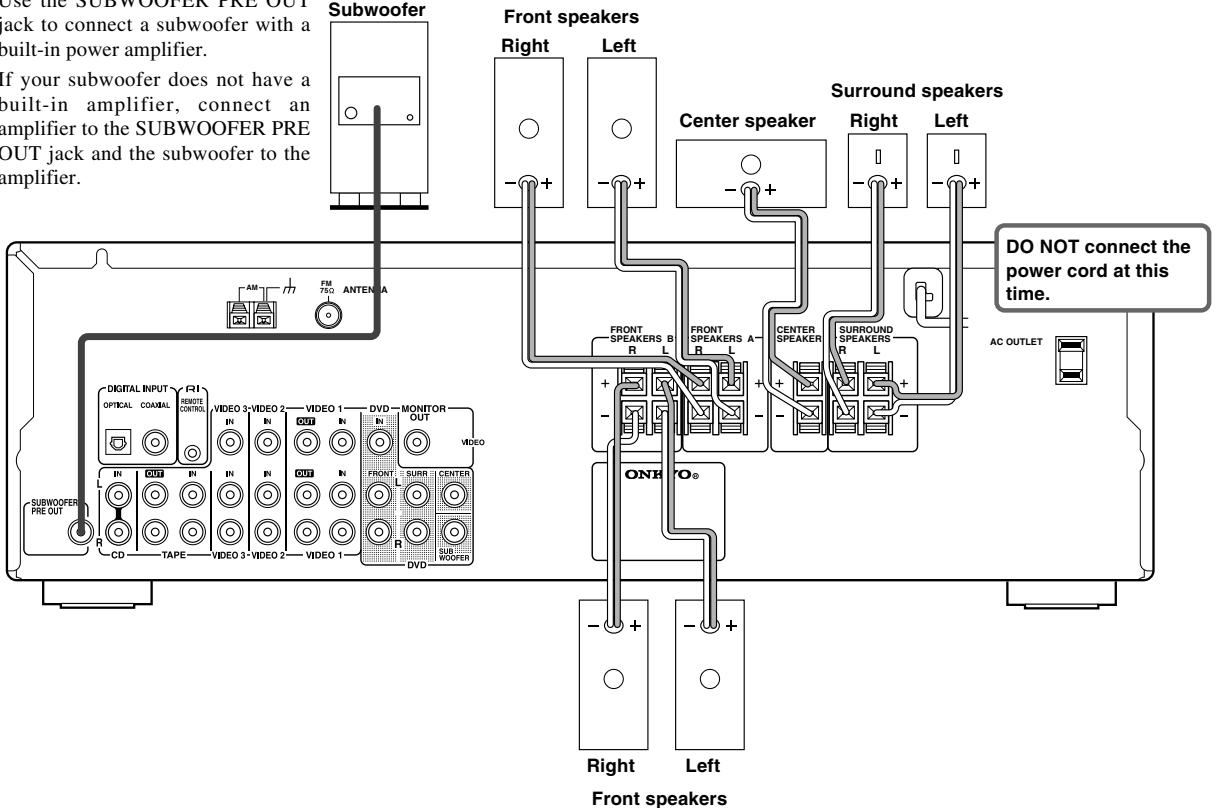 Use the SUBWOOFER PRE OUT
jack to connect a subwoofer with a
built-in power amplifier.
If your subwoofer does not have a
built-in amplifier, connect an
amplifier to the SUBWOOFER PRE
OUT jack and the subwoofer to the
amplifier.
Subwoofer
Front speakers
Right Left
Center speaker
Surround speakers
Right Left
- +
- +
- +
- +
- +
DO NOT connect the
power cord at this
time.
AM
FM
75Ω
ANTENNA
AC OUTLET
FRONT
SPEAKERS B
R L
FRONT
SPEAKERS A
R L
CENTER
SPEAKER
SURROUND
SPEAKERS
R L
+ + + +
- - - -
DIGITAL INPUT
OPTICAL COAXIAL
RI
REMOTE
CONTROL
VIDEO 3 VIDEO 2 VIDEO 1 DVD MONITOR
OUT
IN IN OUT IN IN
VIDEO
IN OUT IN IN IN OUT IN FRONT SURR CENTER
L L
SUBWOOFER
PRE OUT
R R
SUB
WOOFER
CD TAPE VIDEO 3 VIDEO 2 VIDEO 1 DVD
ONKYO®
- +
- +
Right Left
Front speakers